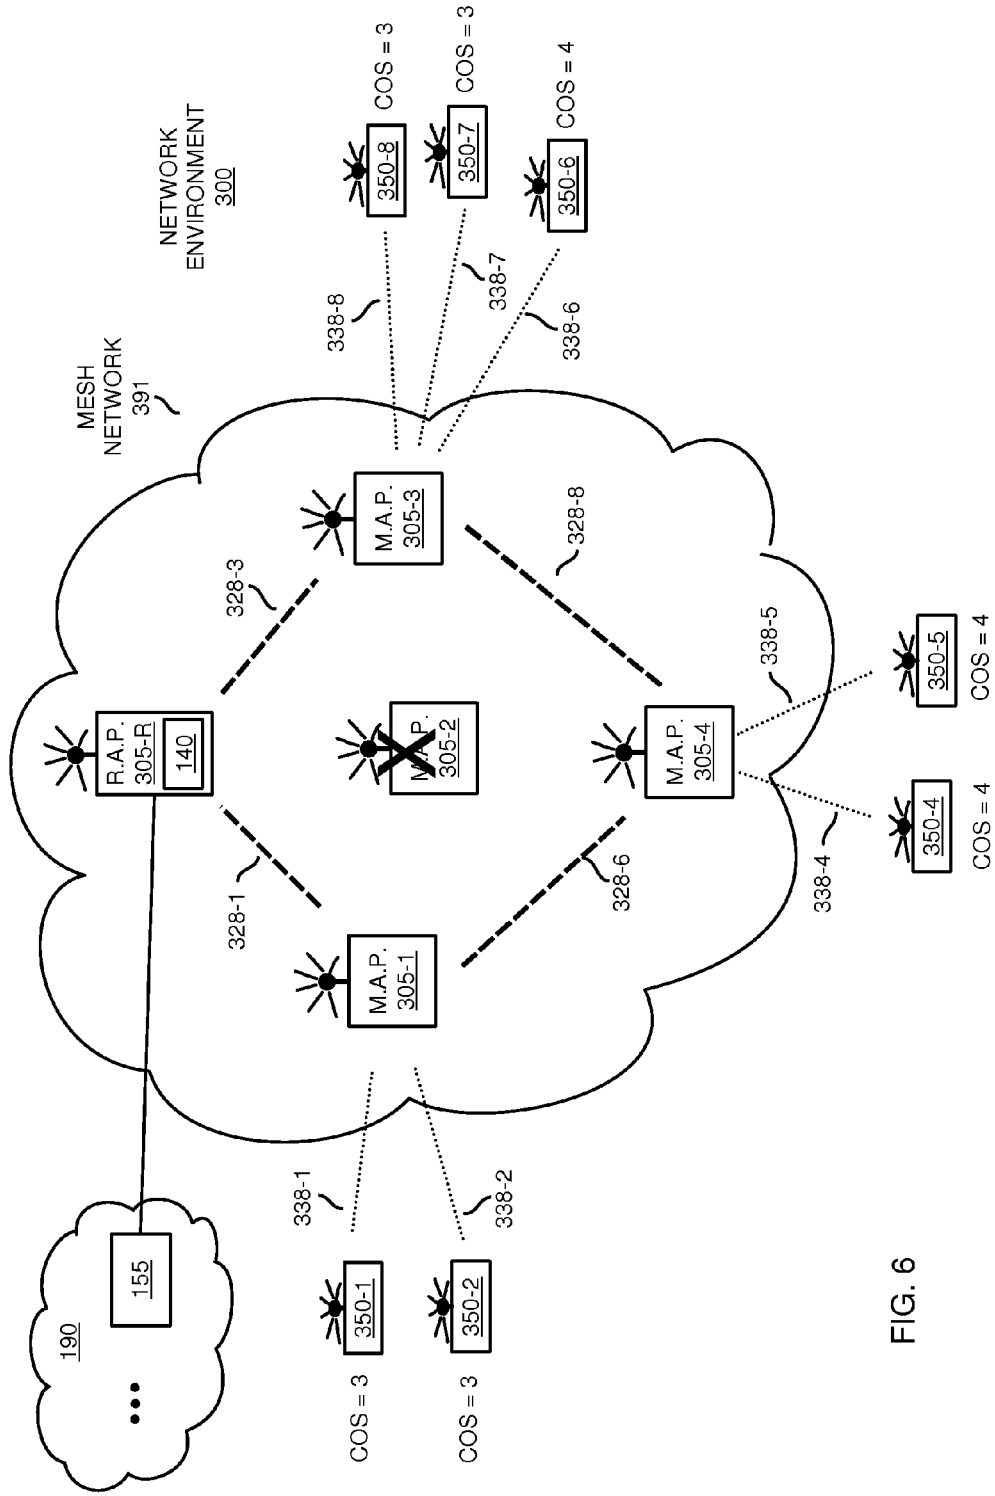 NETWORK
ENVIRONMENT
300
MESH
NETWORK
391
190
155
R.A.P.
305-R
140
328-1
328-3
M.A.P.
305-1
M.A.P.
305-2
M.A.P.
305-3
M.A.P.
305-4
328-6
328-8
338-1
338-2
350-1
COS = 3
350-2
COS = 3
338-8
338-7
338-6
350-8
COS = 3
350-7
COS = 3
350-6
COS = 4
338-4
338-5
350-4
COS = 4
350-5
COS = 4
FIG. 6